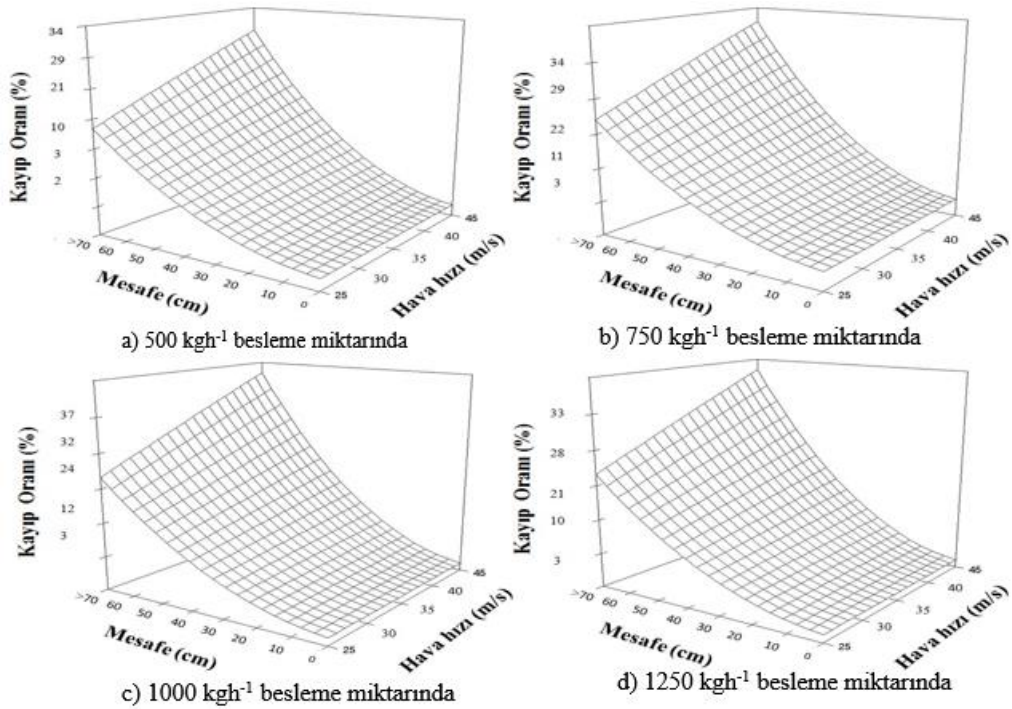 Kayıp Oranı (%)
34
29
21
10
3
2
>70 60 50 40 30 20 10 0
Mesafe (cm)
25 30 35 40 45
Hava hızı (m/s)
a) 500 kgh-1 besleme miktarında
Kayıp Oranı (%)
34
29
22
11
3
>70 60 50 40 30 20 10 0
Mesafe (cm)
25 30 35 40 45
Hava hızı (m/s)
b) 750 kgh-1 besleme miktarında
Kayıp Oranı (%)
37
32
24
12
3
>70 60 50 40 30 20 10 0
Mesafe (cm)
25 30 35 40 45
Hava hızı (m/s)
c) 1000 kgh-1 besleme miktarında
Kayıp Oranı (%)
33
28
21
10
3
>70 60 50 40 30 20 10 0
Mesafe (cm)
25 30 35 40 45
Hava hızı (m/s)
d) 1250 kgh-1 besleme miktarında